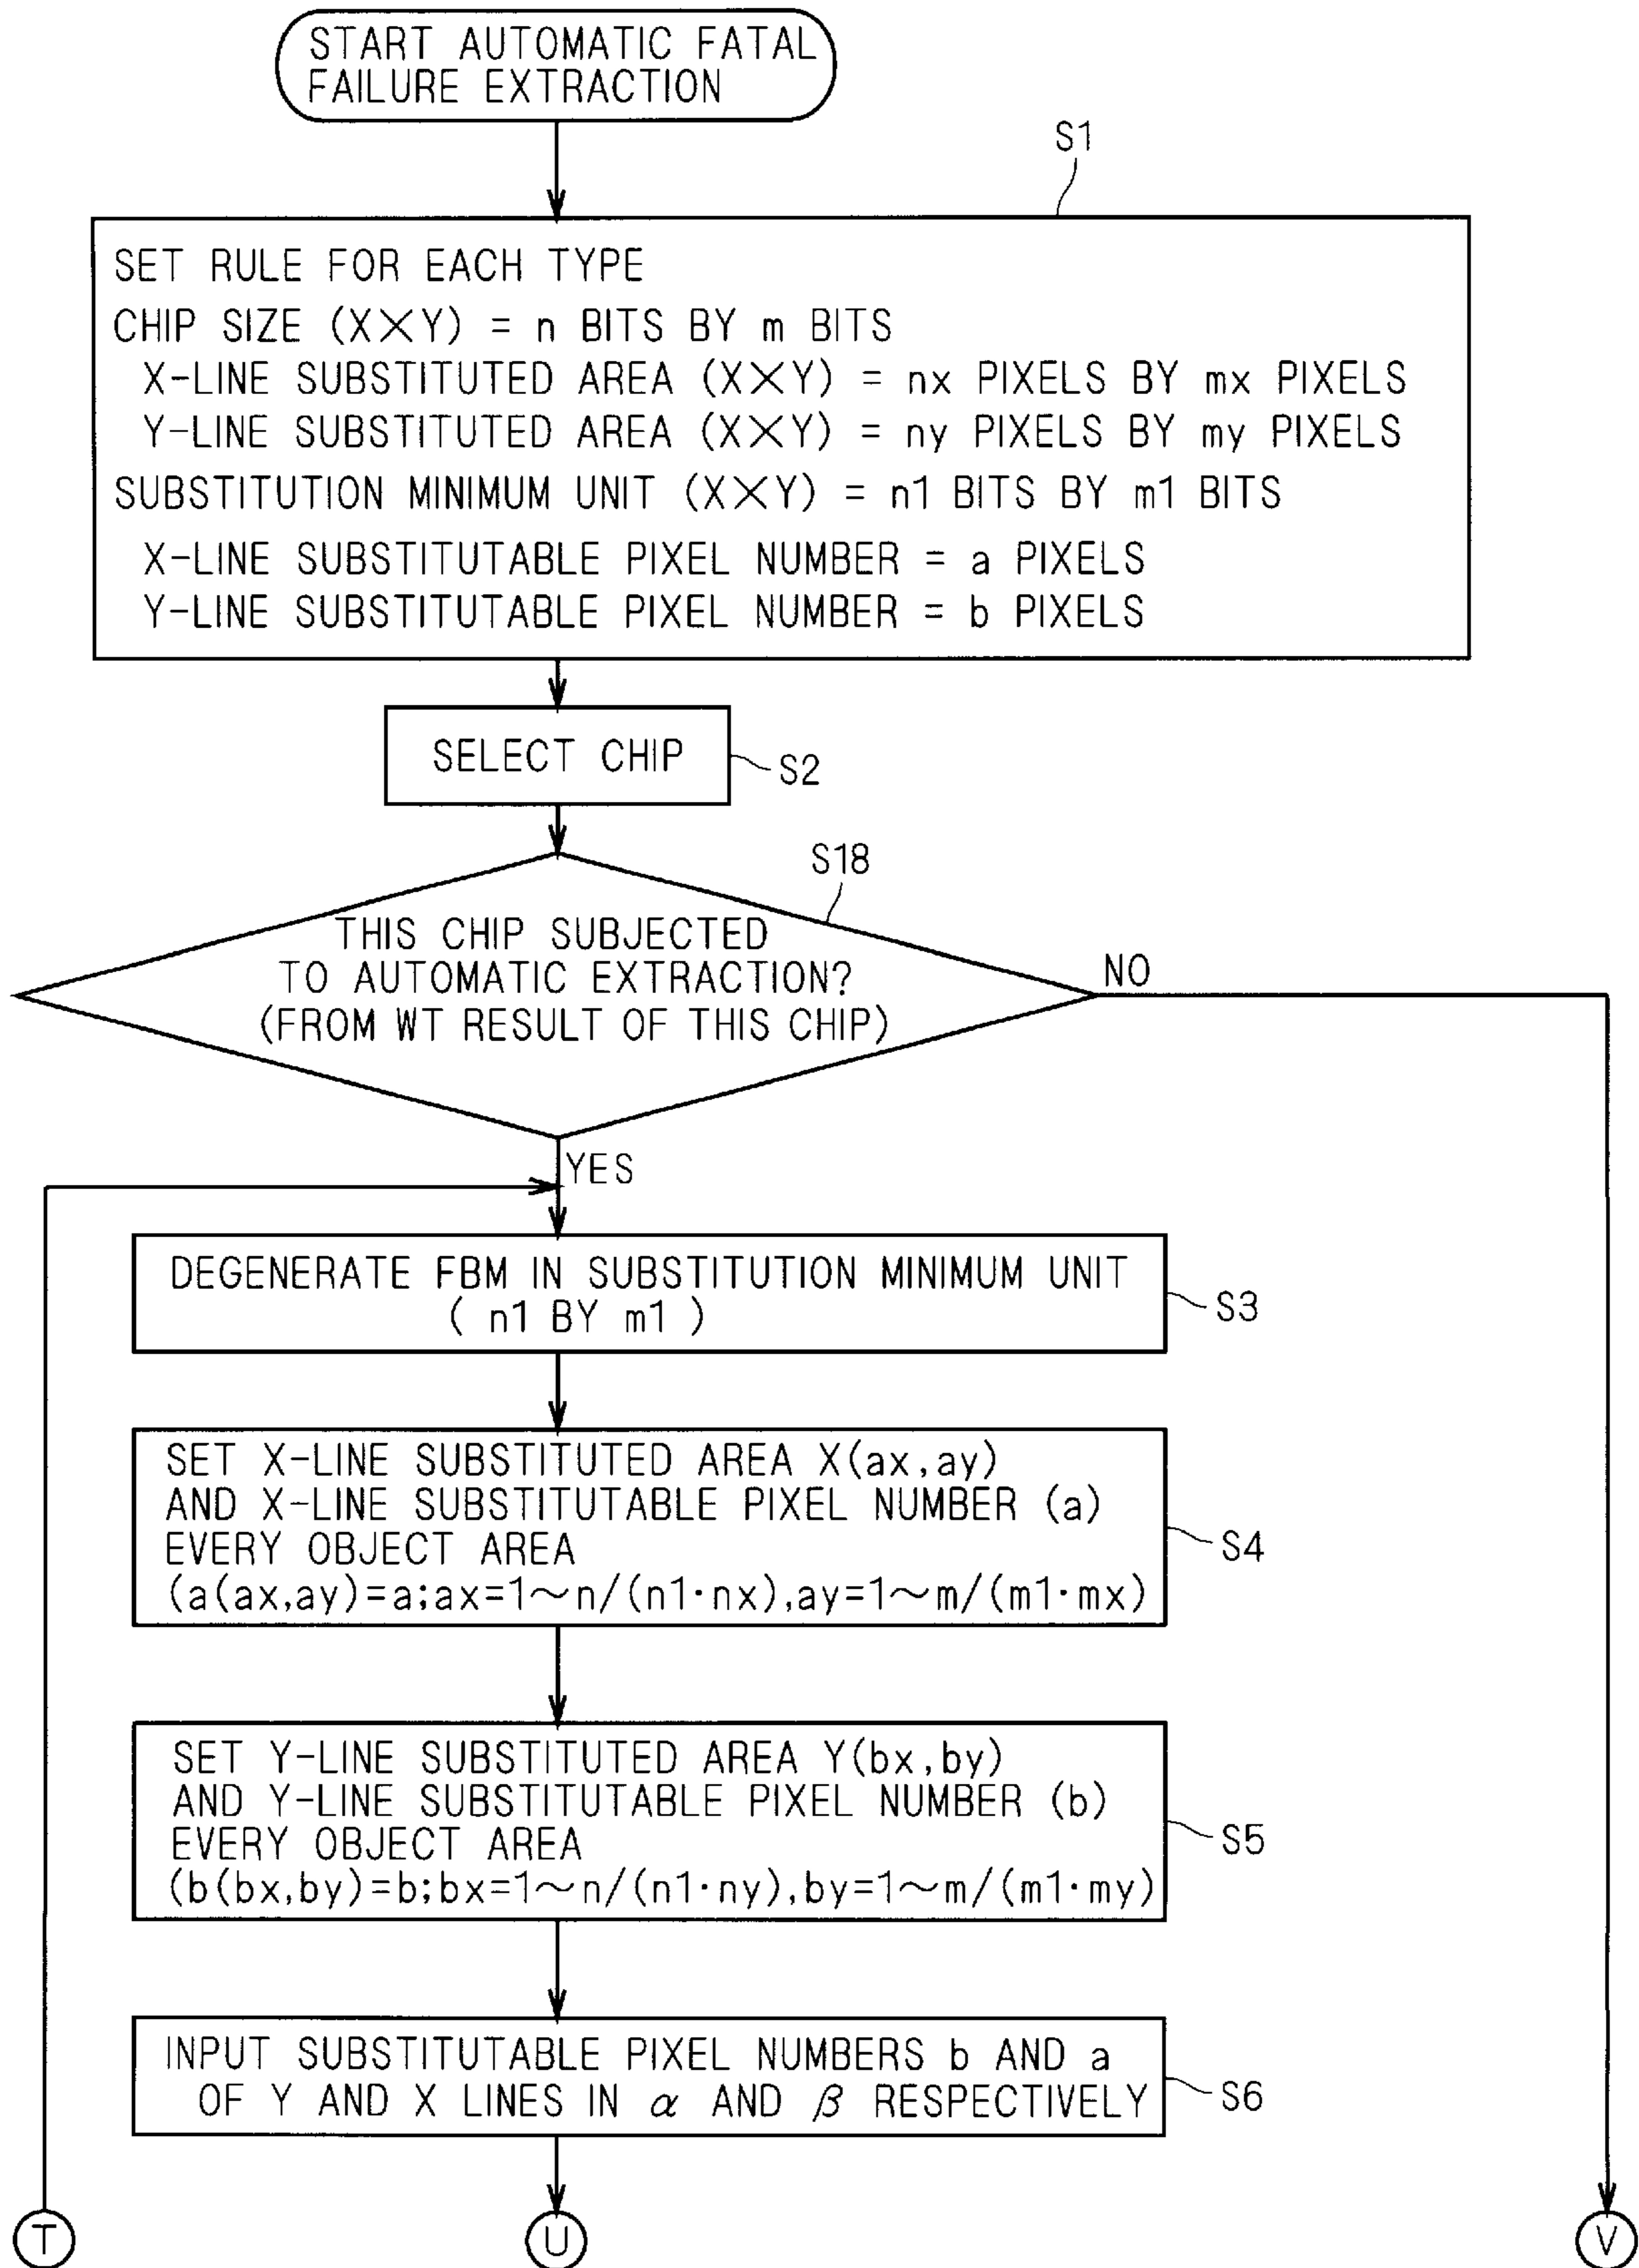 START AUTOMATIC FATAL
FAILURE EXTRACTION
S1
SET RULE FOR EACH TYPE
CHIP SIZE (X×Y) = n BITS BY m BITS
X-LINE SUBSTITUTED AREA (X×Y) = nx PIXELS BY mx PIXELS
Y-LINE SUBSTITUTED AREA (X×Y) = ny PIXELS BY my PIXELS
SUBSTITUTION MINIMUM UNIT (X×Y) = n1 BITS BY m1 BITS
X-LINE SUBSTITUTABLE PIXEL NUMBER = a PIXELS
Y-LINE SUBSTITUTABLE PIXEL NUMBER = b PIXELS
SELECT CHIP
S2
S18
THIS CHIP SUBJECTED
TO AUTOMATIC EXTRACTION?
(FROM WT RESULT OF THIS CHIP)
NO
YES
DEGENERATE FBM IN SUBSTITUTION MINIMUM UNIT
( n1 BY m1 )
S3
SET X-LINE SUBSTITUTED AREA X(ax,ay)
AND X-LINE SUBSTITUTABLE PIXEL NUMBER (a)
EVERY OBJECT AREA
(a(ax,ay)=a;ax=1~n/(n1·nx),ay=1~m/(m1·mx)
S4
SET Y-LINE SUBSTITUTED AREA Y(bx,by)
AND Y-LINE SUBSTITUTABLE PIXEL NUMBER (b)
EVERY OBJECT AREA
(b(bx,by)=b;bx=1~n/(n1·ny),by=1~m/(m1·my)
S5
INPUT SUBSTITUTABLE PIXEL NUMBERS b AND a
OF Y AND X LINES IN α AND β RESPECTIVELY
S6
T
U
V